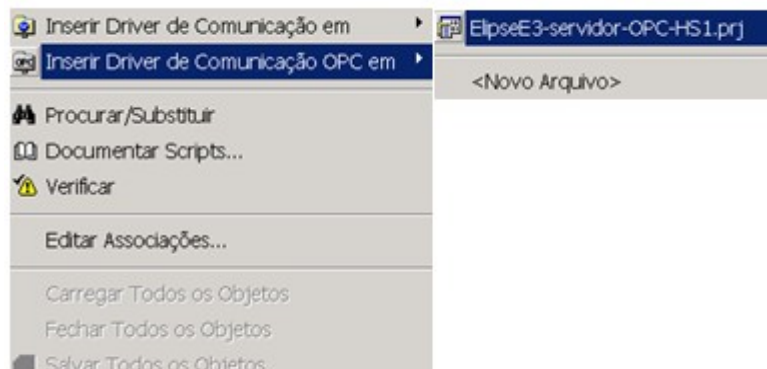 Inserir Driver de Comunicação em
Inserir Driver de Comunicação OPC em
ElipseE3-servidor-OPC-HS1.prj
<Novo Arquivo>
Procurar/Substituir
Documentar Scripts...
Verificar
Editar Associações...
Carregar Todos os Objetos
Fechar Todos os Objetos
Salvar Todos os Objetos